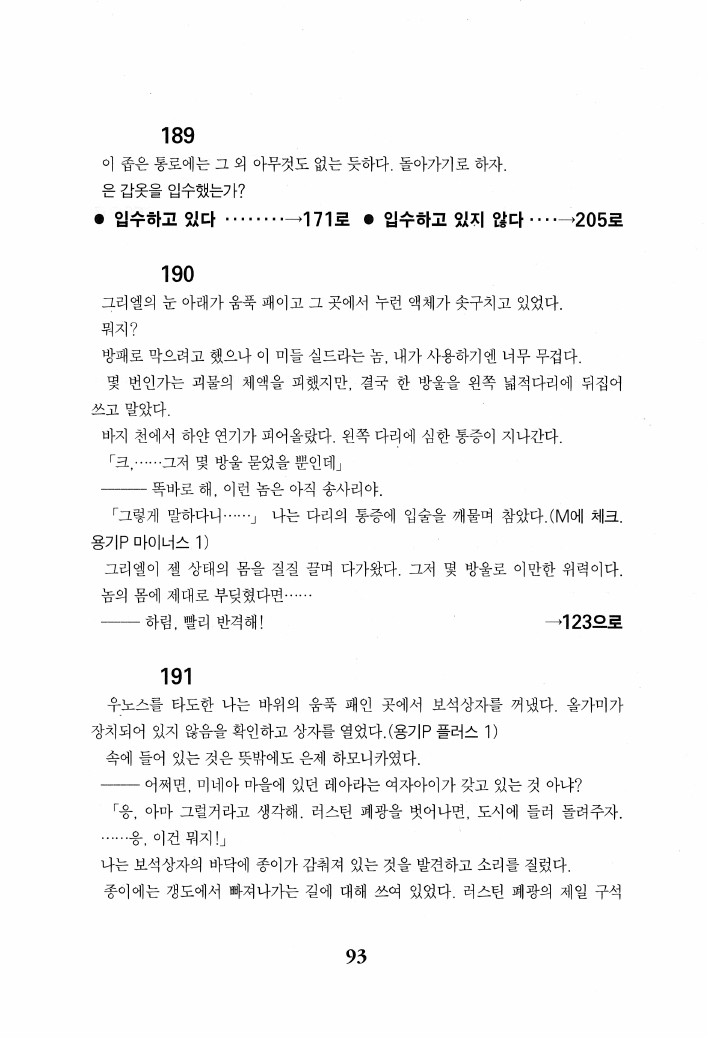 189
이 좁은 통로에는 그 외 아무것도 없는 듯하다. 돌아가기로 하자.
은 갑옷을 입수했는가?
● 입수하고 있다 ·········→171로 ● 입수하고 있지 않다 ····→205로
190
그리엘의 눈 아래가 움푹 패이고 그 곳에서 누런 액체가 솟구치고 있었다.
뭐지?
방패로 막으려고 했으나 이 미들 실드라는 놈, 내가 사용하기엔 너무 무겁다.
몇 번인가는 괴물의 체액을 피했지만, 결국 한 방울을 왼쪽 넓적다리에 뒤집어
쓰고 말았다.
바지 천에서 하얀 연기가 피어올랐다. 왼쪽 다리에 심한 통증이 지나간다.
「크,……그저 몇 방울 묻었을 뿐인데」
――― 똑바로 해, 이런 놈은 아직 송사리야.
「그렇게 말하다니……」 나는 다리의 통증에 입술을 깨물며 참았다.(M에 체크.
용기P 마이너스 1)
그리엘이 젤 상태의 몸을 질질 끌며 다가왔다. 그저 몇 방울로 이만한 위력이다.
놈의 몸에 제대로 부딪혔다면……
――― 하림, 빨리 반격해! →123으로
191
우노스를 타도한 나는 바위의 움푹 패인 곳에서 보석상자를 꺼냈다. 올가미가
장치되어 있지 않음을 확인하고 상자를 열었다.(용기P 플러스 1)
속에 들어 있는 것은 뜻밖에도 은제 하모니카였다.
――― 어쩌면, 미네아 마을에 있던 레아라는 여자아이가 갖고 있는 것 아냐?
「응, 아마 그럴거라고 생각해. 러스틴 폐광을 벗어나면, 도시에 들러 돌려주자.
……응, 이건 뭐지!」
나는 보석상자의 바닥에 종이가 감춰져 있는 것을 발견하고 소리를 질렀다.
종이에는 갱도에서 빠져나가는 길에 대해 쓰여 있었다. 러스틴 폐광의 제일 구석
93